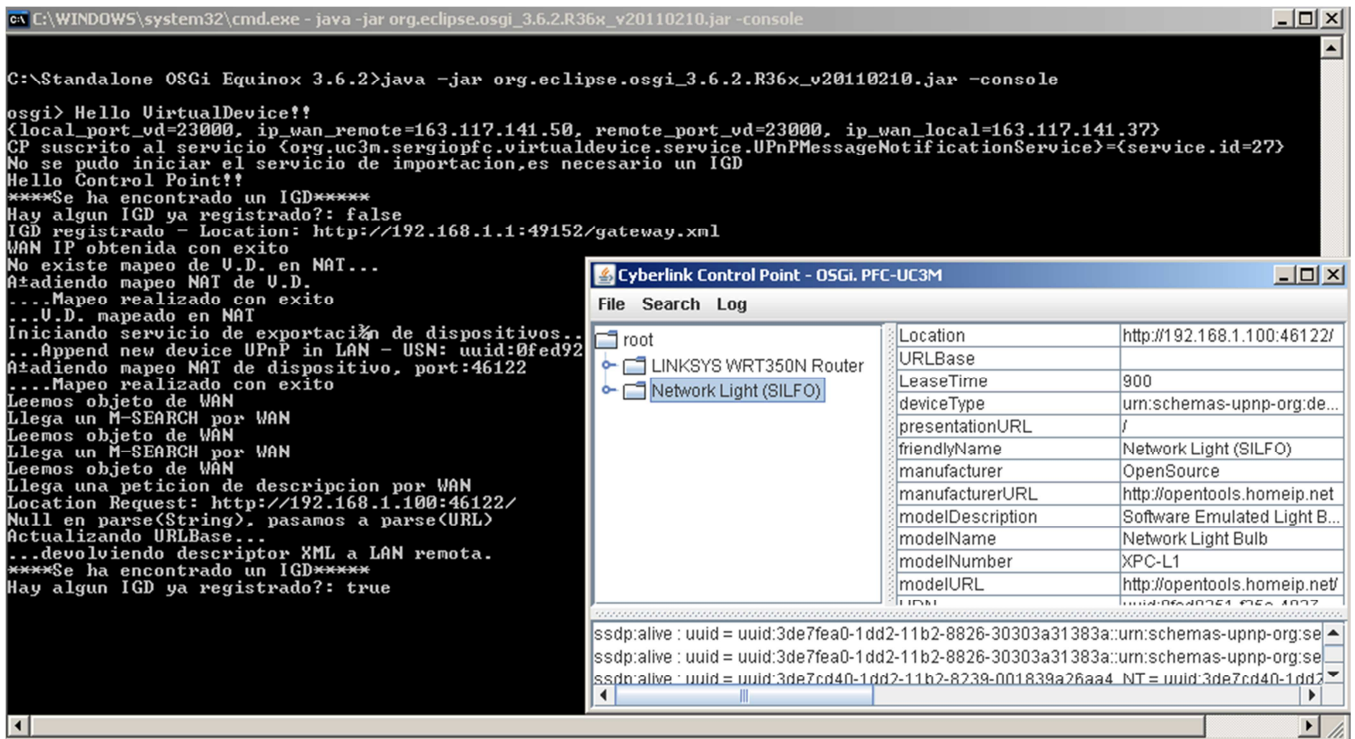 C:\WINDOWS\system32\cmd.exe - java -jar org.eclipse.osgi_3.6.2.R36x_v20110210.jar -console
C:\Standalone OSGi Equinox 3.6.2>java -jar org.eclipse.osgi_3.6.2.R36x_v20110210.jar -console
osgi> Hello VirtualDevice!!
{local_port_vd=23000, ip_wan_remote=163.117.141.50, remote_port_vd=23000, ip_wan_local=163.117.141.37}
CP suscrito al servicio {org.uc3m.sergiopfc.virtualdevice.service.UPnPMessageNotificationService}={service.id=27}
No se pudo iniciar el servicio de importacion,es necesario un IGD
Hello Control Point!!
****Se ha encontrado un IGD*****
Hay algun IGD ya registrado?: false
IGD registrado - Location: http://192.168.1.1:49152/gateway.xml
WAN IP obtenida con exito
No existe mapeo de V.D. en NAT...
A±adiendo mapeo NAT de V.D.
....Mapeo realizado con exito
...V.D. mapeado en NAT
Iniciando servicio de exportaci¾n de dispositivos..
...Append new device UPnP in LAN - USN: uuid:0fed92
A±adiendo mapeo NAT de dispositivo, port:46122
....Mapeo realizado con exito
Leemos objeto de WAN
Llega un M-SEARCH por WAN
Leemos objeto de WAN
Llega un M-SEARCH por WAN
Leemos objeto de WAN
Llega una peticion de descripcion por WAN
Location Request: http://192.168.1.100:46122/
Null en parse(String), pasamos a parse(URL)
Actualizando URLBase...
...devolviendo descriptor XML a LAN remota.
****Se ha encontrado un IGD*****
Hay algun IGD ya registrado?: true
Cyberlink Control Point - OSGi. PFC-UC3M
File Search Log
root
LINKSYS WRT350N Router
Network Light (SILFO)
Location http://192.168.1.100:46122/
URLBase
LeaseTime 900
deviceType urn:schemas-upnp-org:de...
presentationURL /
friendlyName Network Light (SILFO)
manufacturer OpenSource
manufacturerURL http://opentools.homeip.net
modelDescription Software Emulated Light B...
modelName Network Light Bulb
modelNumber XPC-L1
modelURL http://opentools.homeip.net/
UDN
ssdp:alive : uuid = uuid:3de7fea0-1dd2-11b2-8826-30303a31383a::urn:schemas-upnp-org:se
ssdp:alive : uuid = uuid:3de7fea0-1dd2-11b2-8826-30303a31383a::urn:schemas-upnp-org:se
ssdp:alive : uuid = uuid:3de7cd40-1dd2-11b2-8239-001839a26aa4 NT = uuid:3de7cd40-1dd2